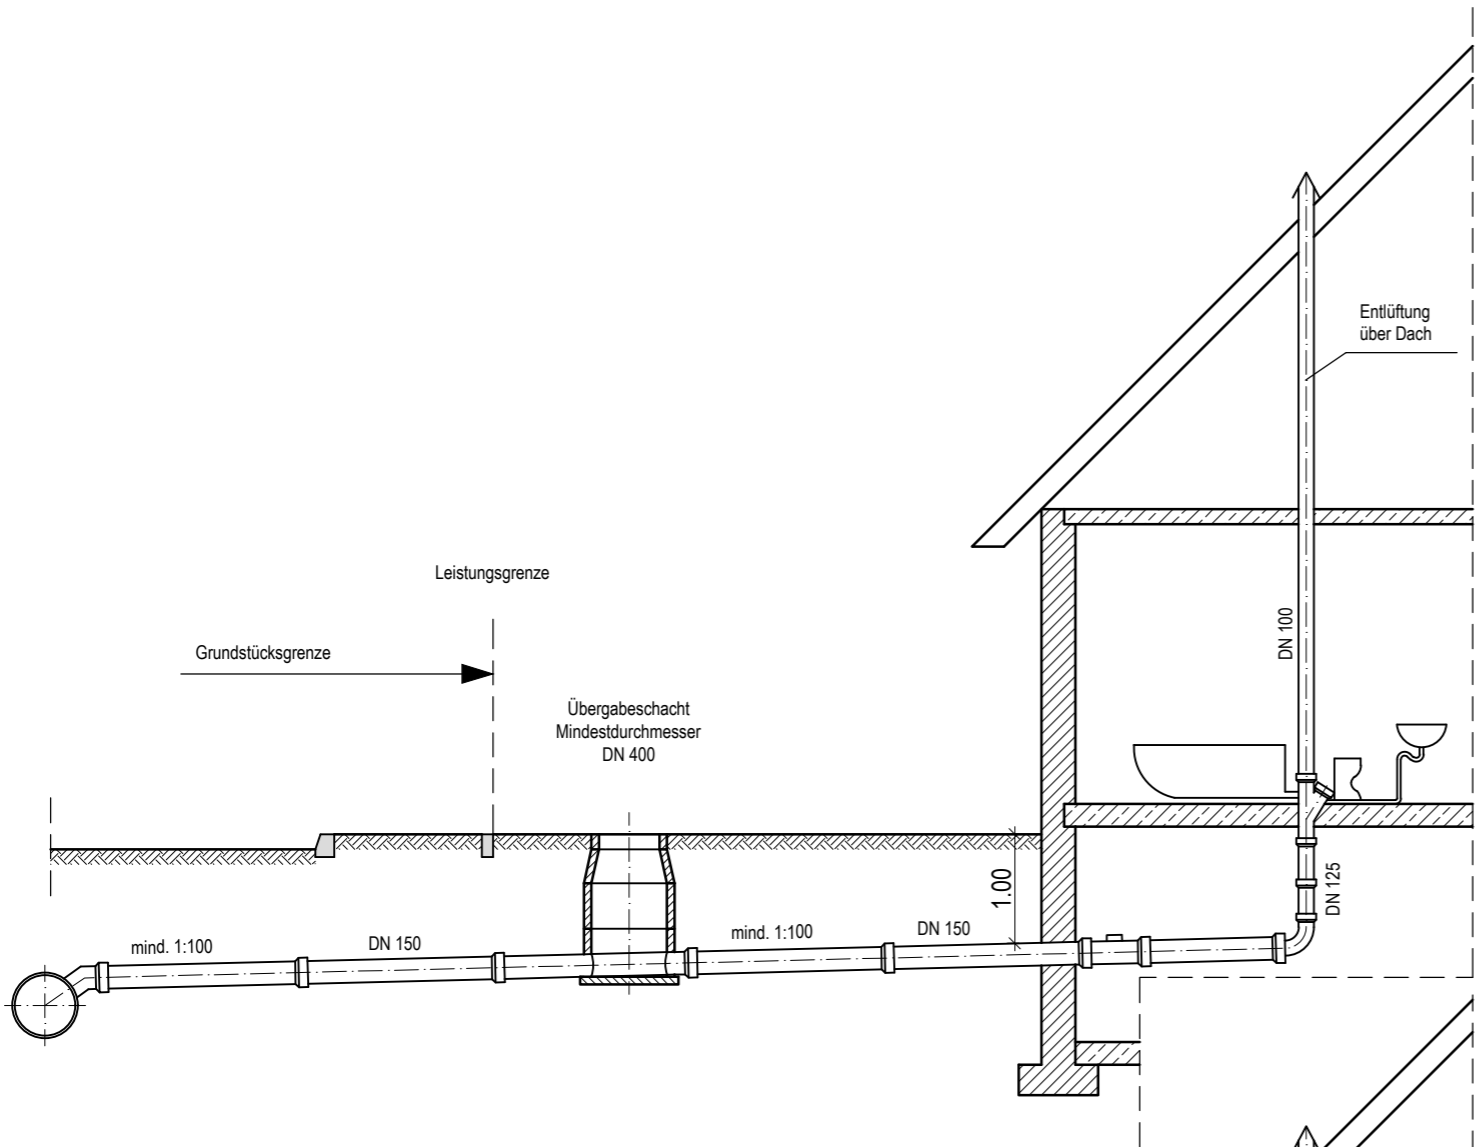 Entlüftung
über Dach
Leistungsgrenze
DN 100
Grundstücksgrenze
Übergabeschacht
Mindestdurchmesser
DN 400
1.00
DN 125
mind. 1:100
DN 150
mind. 1:100
DN 150